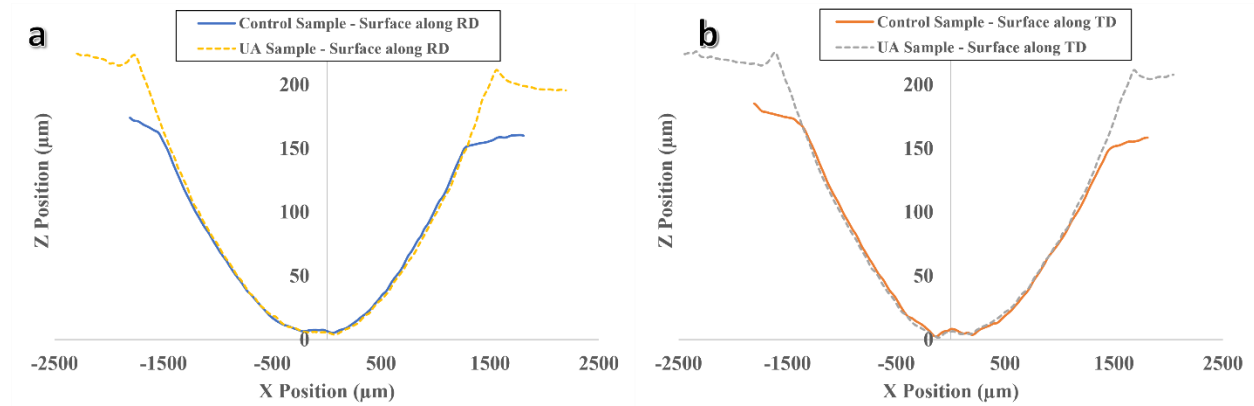 a
Control Sample - Surface along RD
UA Sample - Surface along RD
Z Position (µm)
200
150
100
50
0
-2500
-1500
-500
500
1500
2500
X Position (µm)
b
Control Sample - Surface along TD
UA Sample - Surface along TD
Z Position (µm)
200
150
100
50
0
-2500
-1500
-500
500
1500
2500
X Position (µm)